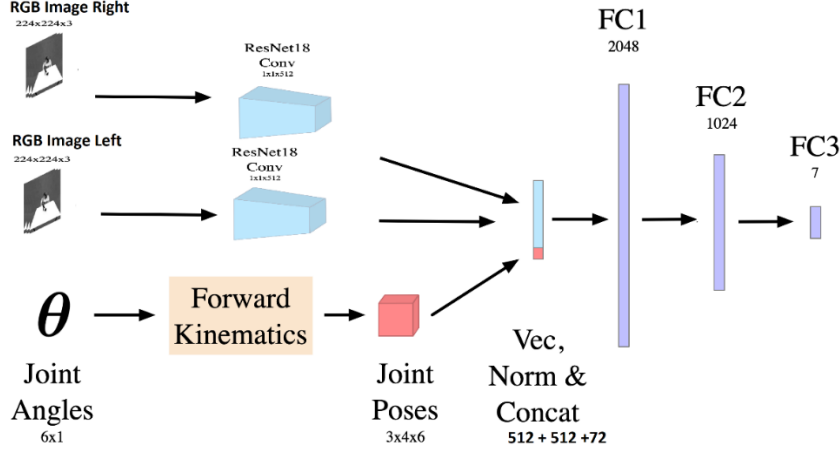 RGB Image Right
224x224x3
ResNet18
Conv
1x1x512
RGB Image Left
224x224x3
ResNet18
Conv
1x1x512
θ
Joint
Angles
6x1
Forward
Kinematics
Joint
Poses
3x4x6
Vec,
Norm &
Concat
512 + 512 +72
FC1
2048
FC2
1024
FC3
7